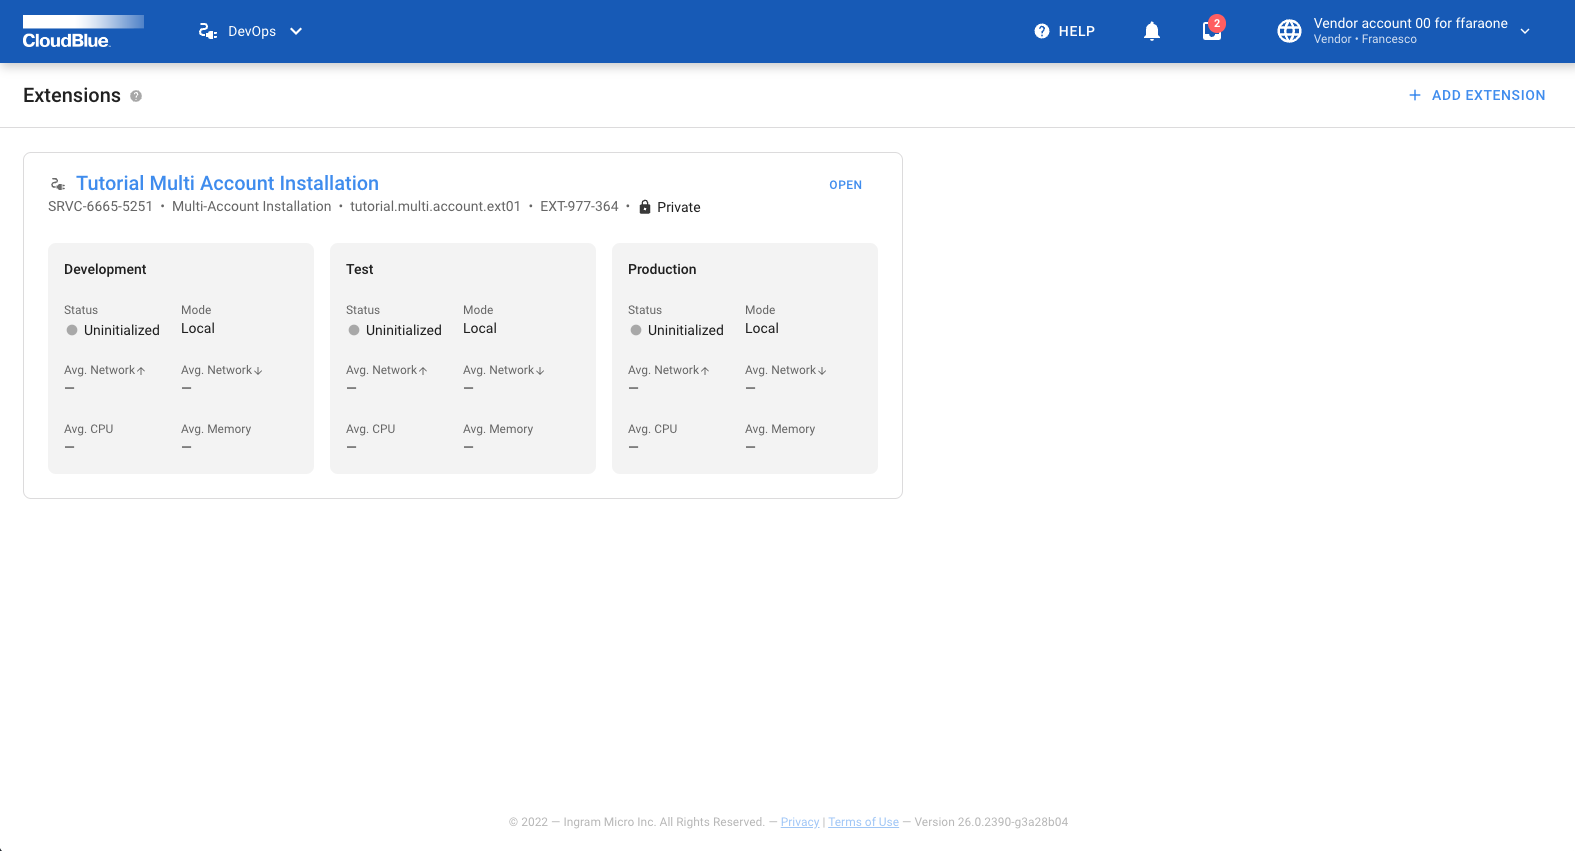 CloudBlue
DevOps
HELP
2
Vendor account 00 for ffaraone
Vendor • Francesco
Extensions ?
+ ADD EXTENSION
Tutorial Multi Account Installation
OPEN
SRVC-6665-5251 • Multi-Account Installation • tutorial.multi.account.ext01 • EXT-977-364 • Private
Development
Status Mode
Uninitialized Local
Avg. Network↑ Avg. Network↓
— —
Avg. CPU Avg. Memory
— —
Test
Status Mode
Uninitialized Local
Avg. Network↑ Avg. Network↓
— —
Avg. CPU Avg. Memory
— —
Production
Status Mode
Uninitialized Local
Avg. Network↑ Avg. Network↓
— —
Avg. CPU Avg. Memory
— —
© 2022 — Ingram Micro Inc. All Rights Reserved. — Privacy | Terms of Use — Version 26.0.2390-g3a28b04